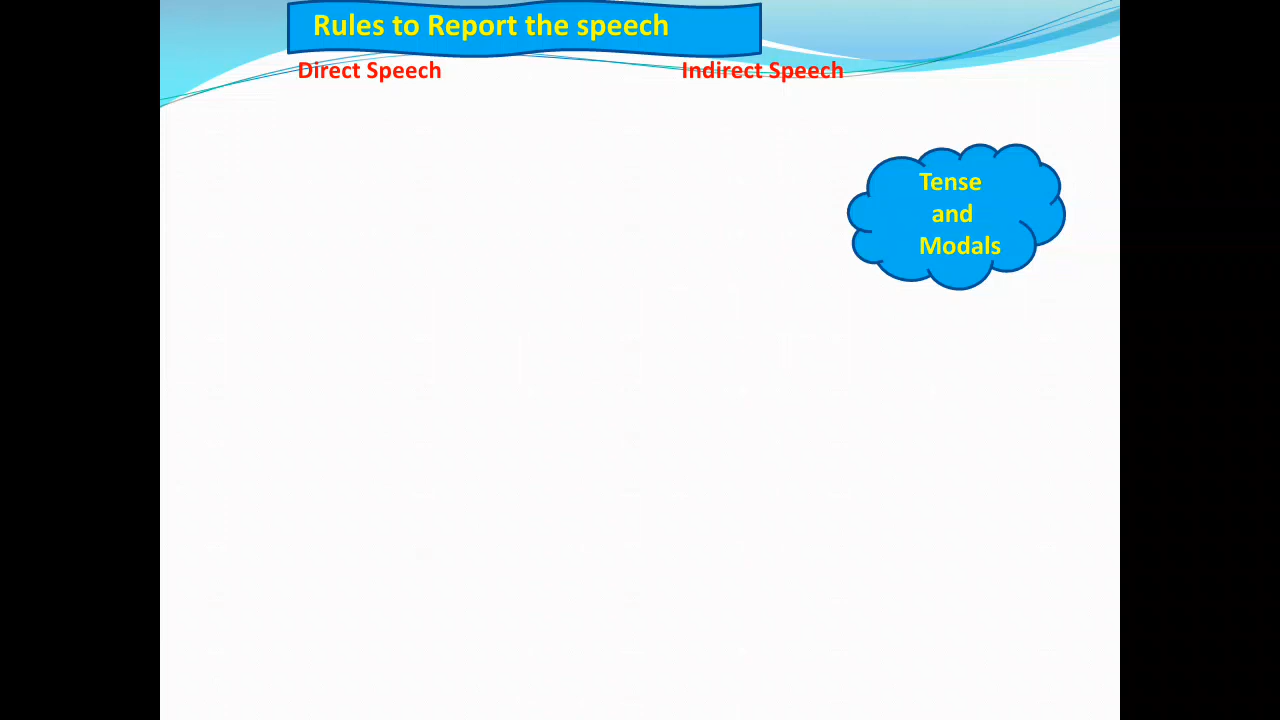 Rules to Report the speech
Direct Speech
Indirect Speech
Tense
and
Modals